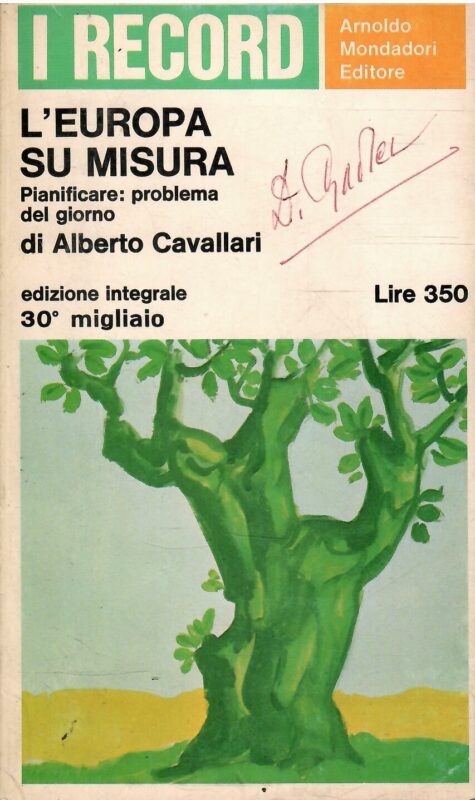 I RECORD
Arnoldo
Mondadori
Editore
L'EUROPA
SU MISURA
Pianificare: problema
del giorno
di Alberto Cavallari
edizione integrale
30° migliaio
Lire 350
D.